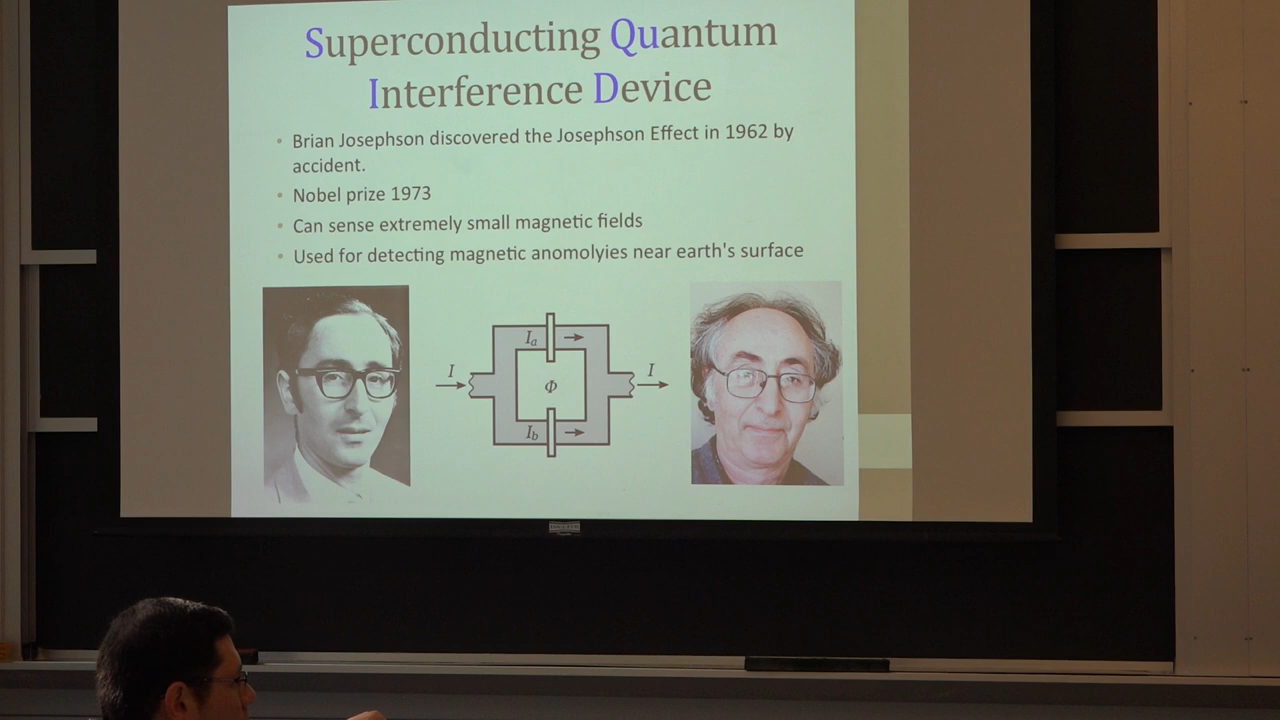 Superconducting Quantum
Interference Device
• Brian Josephson discovered the Josephson Effect in 1962 by
accident.
• Nobel prize 1973
• Can sense extremely small magnetic fields
• Used for detecting magnetic anomolyies near earth's surface
Ia
I
Φ
I
Ib